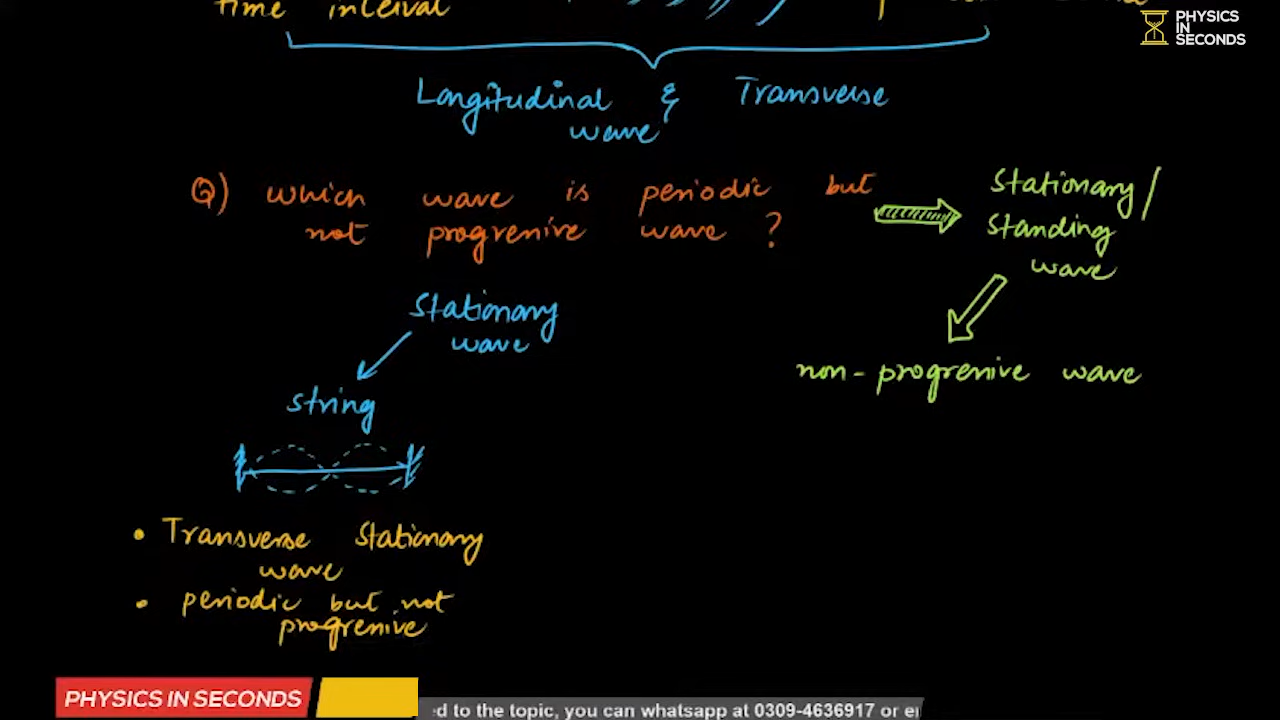 time interval
PHYSICS
IN
SECONDS
Longitudinal & Transverse
wave
Q) which wave is periodic but
not progressive wave ?
Stationary/
Standing
wave
non-progressive wave
Stationary
wave
string
• Transverse Stationary
wave
• periodic but not
progressive
PHYSICS IN SECONDS
ed to the topic, you can whatsapp at 0309-4636917 or